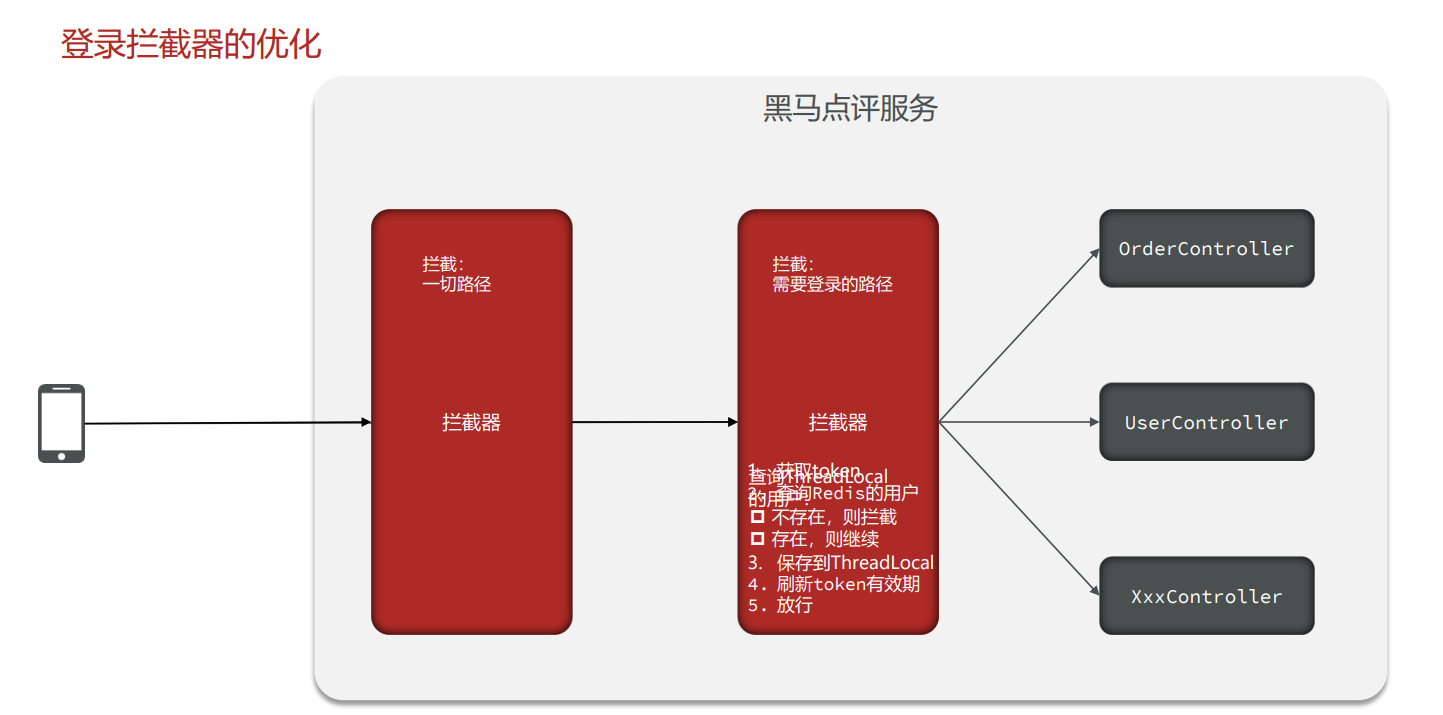 登录拦截器的优化
黑马点评服务
拦截：
一切路径
拦截器
拦截：
需要登录的路径
拦截器
1. 获取token
查询ThreadLocal
2. 查询Redis的用户
的用户：
不存在，则拦截
存在，则继续
3. 保存到ThreadLocal
4. 刷新token有效期
5. 放行
OrderController
UserController
XxxController